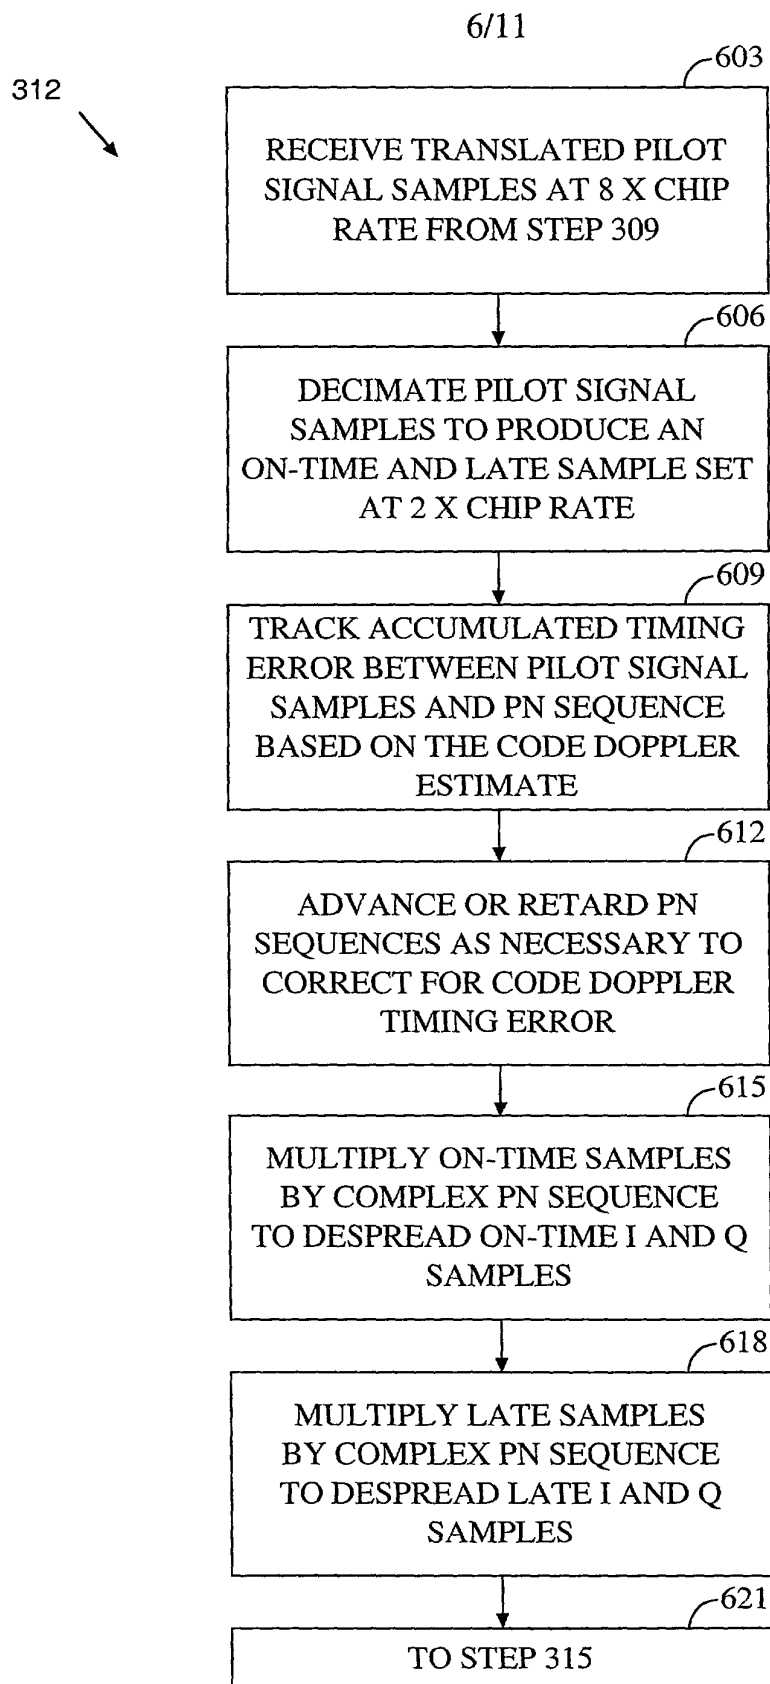 6/11
312
603
RECEIVE TRANSLATED PILOT
SIGNAL SAMPLES AT 8 X CHIP
RATE FROM STEP 309
606
DECIMATE PILOT SIGNAL
SAMPLES TO PRODUCE AN
ON-TIME AND LATE SAMPLE SET
AT 2 X CHIP RATE
609
TRACK ACCUMULATED TIMING
ERROR BETWEEN PILOT SIGNAL
SAMPLES AND PN SEQUENCE
BASED ON THE CODE DOPPLER
ESTIMATE
612
ADVANCE OR RETARD PN
SEQUENCES AS NECESSARY TO
CORRECT FOR CODE DOPPLER
TIMING ERROR
615
MULTIPLY ON-TIME SAMPLES
BY COMPLEX PN SEQUENCE
TO DESPREAD ON-TIME I AND Q
SAMPLES
618
MULTIPLY LATE SAMPLES
BY COMPLEX PN SEQUENCE
TO DESPREAD LATE I AND Q
SAMPLES
621
TO STEP 315